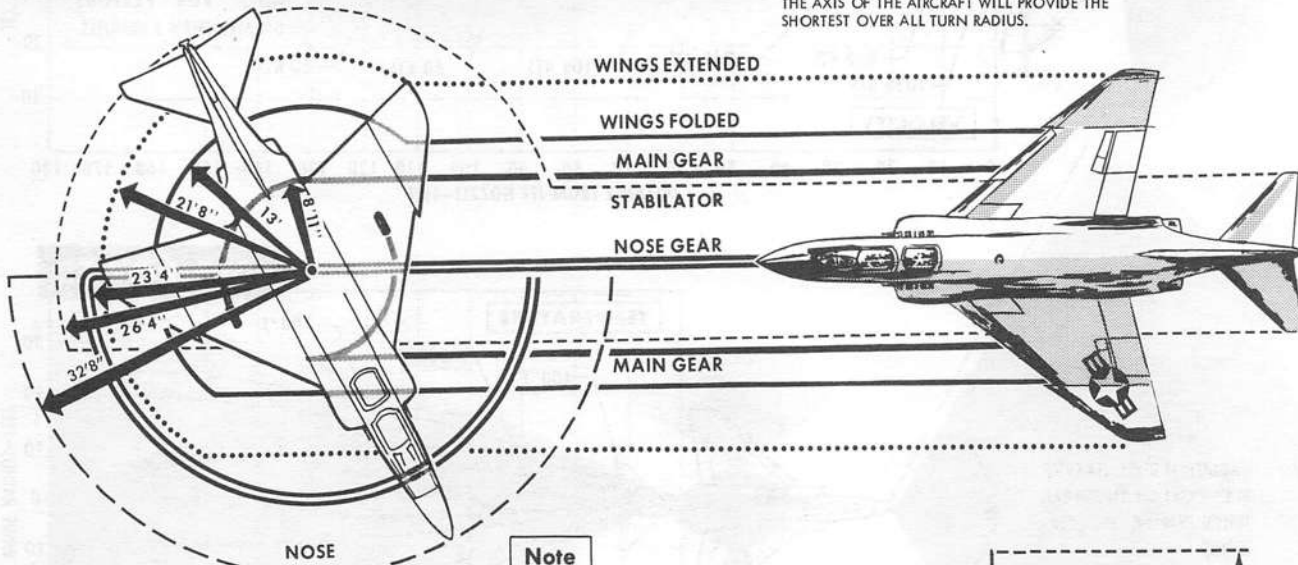 THE AXIS OF THE AIRCRAFT WILL PROVIDE THE
SHORTEST OVER ALL TURN RADIUS.
WINGS EXTENDED
WINGS FOLDED
MAIN GEAR
STABILATOR
NOSE GEAR
MAIN GEAR
21'8"
13'
8'11"
23'4"
26'4"
32'8"
NOSE
Note